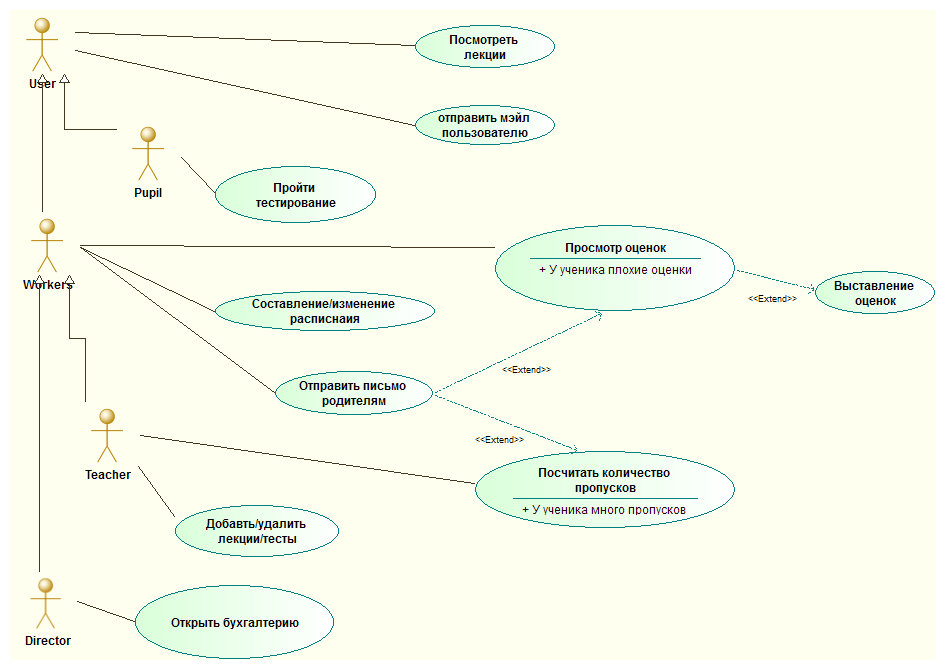 Посмотреть
лекции
User
отправить мэйл
пользователю
Pupil
Пройти
тестирование
Workers
Просмотр оценок
+ У ученика плохие оценки
Выставление
оценок
<<Extend>>
Составление/изменение
расписнаия
<<Extend>>
Отправить письмо
родителям
<<Extend>>
Teacher
Посчитать количество
пропусков
+ У ученика много пропусков
Добавть/удалить
лекции/тесты
Director
Открыть бухгалтерию